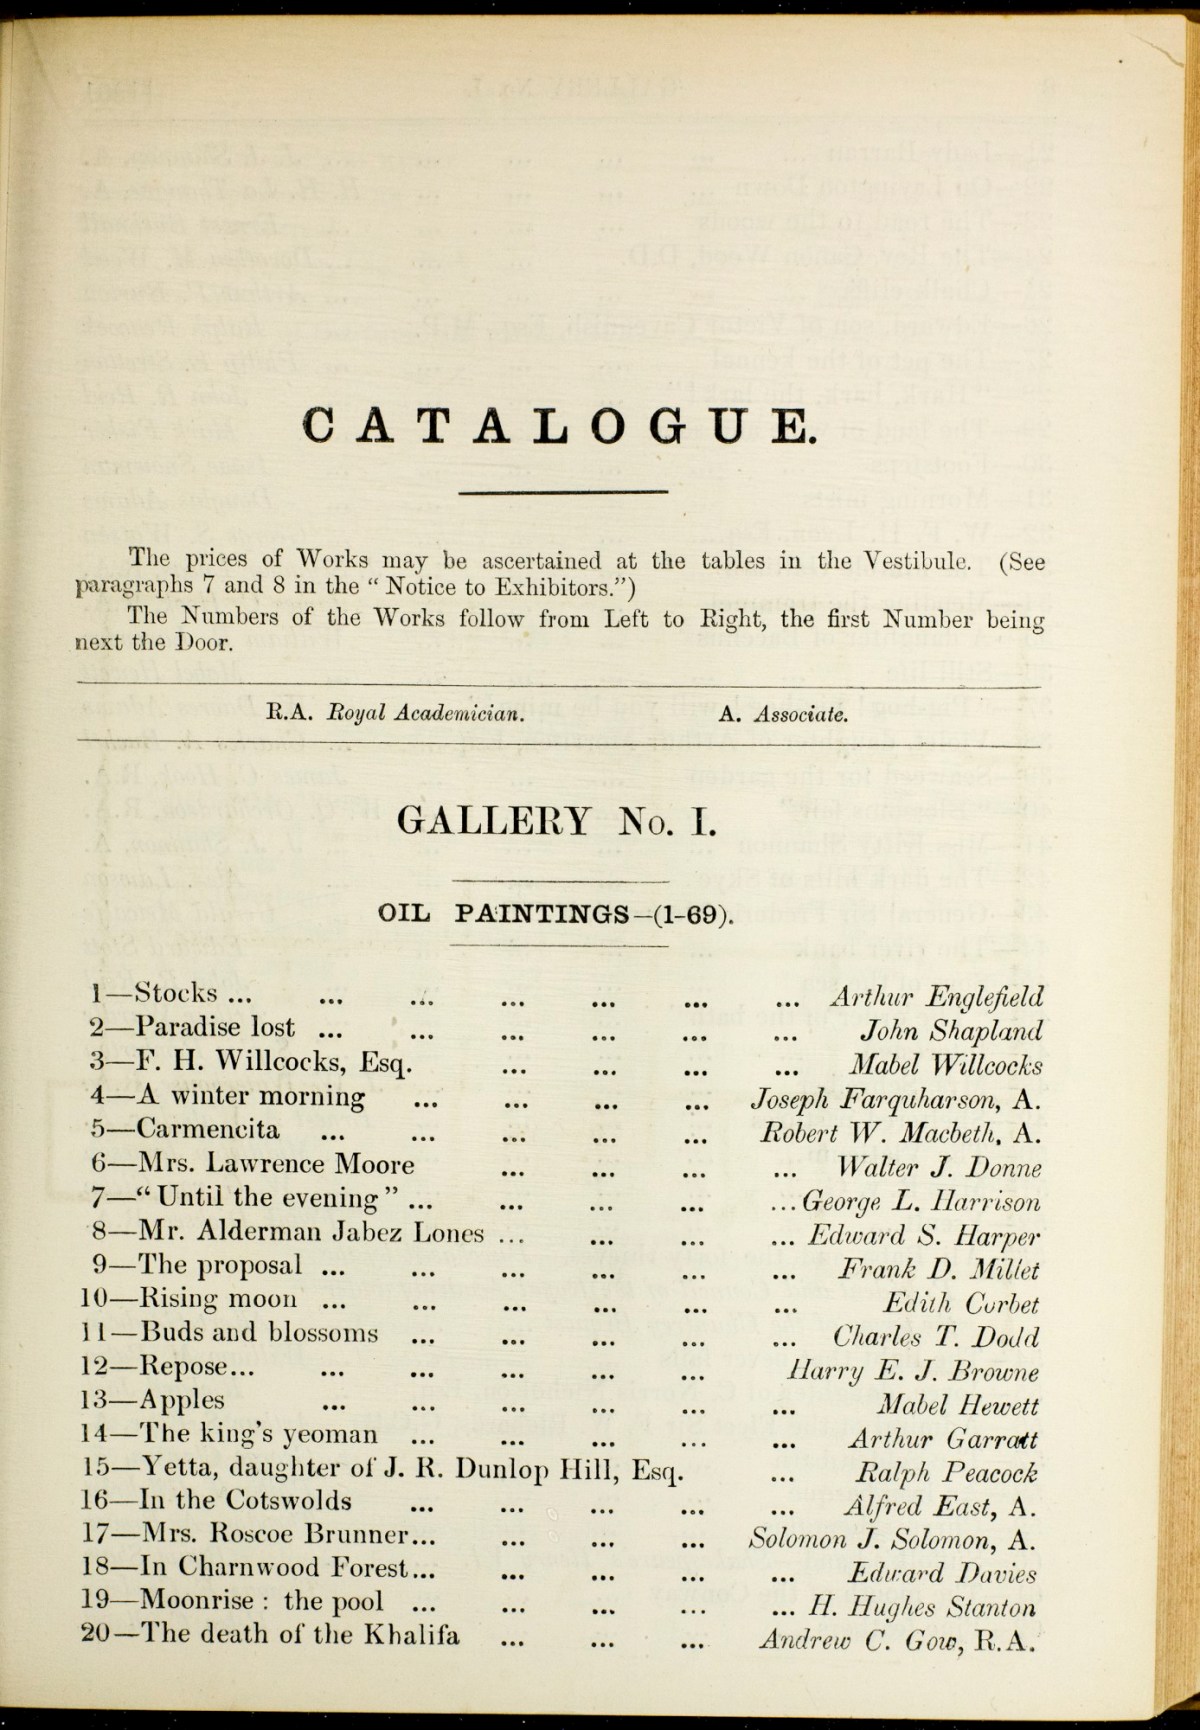 CATALOGUE.
The prices of Works may be ascertained at the tables in the Vestibule. (See
paragraphs 7 and 8 in the “ Notice to Exhibitors.”)
The Numbers of the Works follow from Left to Right, the first Number being
next the Door.
R.A. Royal Academician. A. Associate.
GALLERY No. I.
OIL PAINTINGS—(1-69).
1—Stocks ... ... ... ... ... ... ... Arthur Englefield
2—Paradise lost ... ... ... ... ... ... John Shapland
3—F. H. Willcocks, Esq. ... ... ... ... Mabel Willcocks
4—A winter morning ... ... ... ... Joseph Farquharson, A.
5—Carmencita ... ... ... ... ... Robert W. Macbeth, A.
6—Mrs. Lawrence Moore ... ... ... ... Walter J. Donne
7—“ Until the evening ” ... ... ... ... ... George L. Harrison
8—Mr. Alderman Jabez Lones ... ... ... ... Edward S. Harper
9—The proposal ... ... ... ... ... ... Frank D. Millet
10—Rising moon ... ... ... ... ... ... Edith Corbet
11—Buds and blossoms ... ... ... ... ... Charles T. Dodd
12—Repose... ... ... ... ... ... Harry E. J. Browne
13—Apples ... ... ... ... ... ... Mabel Hewett
14—The king's yeoman ... ... ... ... ... Arthur Garratt
15—Yetta, daughter of J. R. Dunlop Hill, Esq. ... Ralph Peacock
16—In the Cotswolds ... ... ... ... ... Alfred East, A.
17—Mrs. Roscoe Brunner... ... ... ... Solomon J. Solomon, A.
18—In Charnwood Forest... ... ... ... ... Edward Davies
19—Moonrise : the pool ... ... ... ... ... H. Hughes Stanton
20—The death of the Khalifa ... ... ... Andrew C. Gow, R.A.